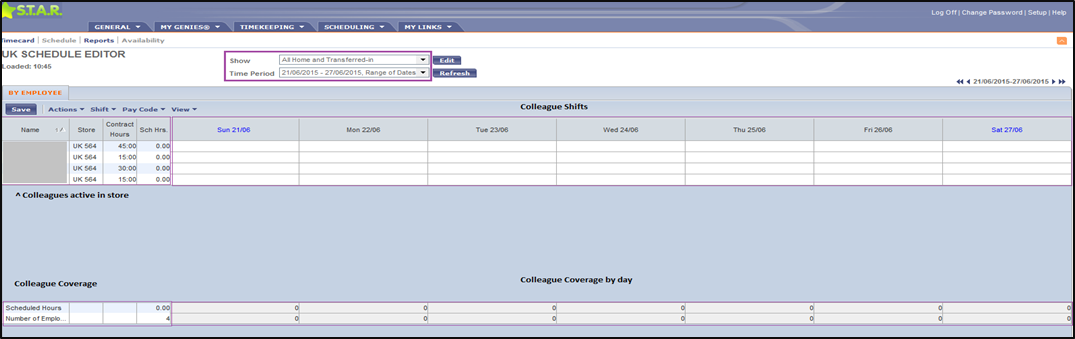 S.T.A.R.
Log Off | Change Password | Setup | Help
GENERAL MY GENIES® TIMEKEEPING SCHEDULING MY LINKS
Timecard | Schedule | Reports | Availability
UK SCHEDULE EDITOR
Loaded: 10:45
Show All Home and Transferred-in Edit
Time Period 21/06/2015 - 27/06/2015, Range of Dates Refresh
21/06/2015-27/06/2015
BY EMPLOYEE
Save Actions Shift Pay Code View Colleague Shifts
Name Store Contract Hours Sch Hrs. Sun 21/06 Mon 22/06 Tue 23/06 Wed 24/06 Thu 25/06 Fri 26/06 Sat 27/06
UK 564 45:00 0.00
UK 564 15:00 0.00
UK 564 30:00 0.00
UK 564 15:00 0.00
^ Colleagues active in store
Colleague Coverage Colleague Coverage by day
Scheduled Hours 0.00 0 0 0 0 0 0 0
Number of Emplo... 4 0 0 0 0 0 0 0